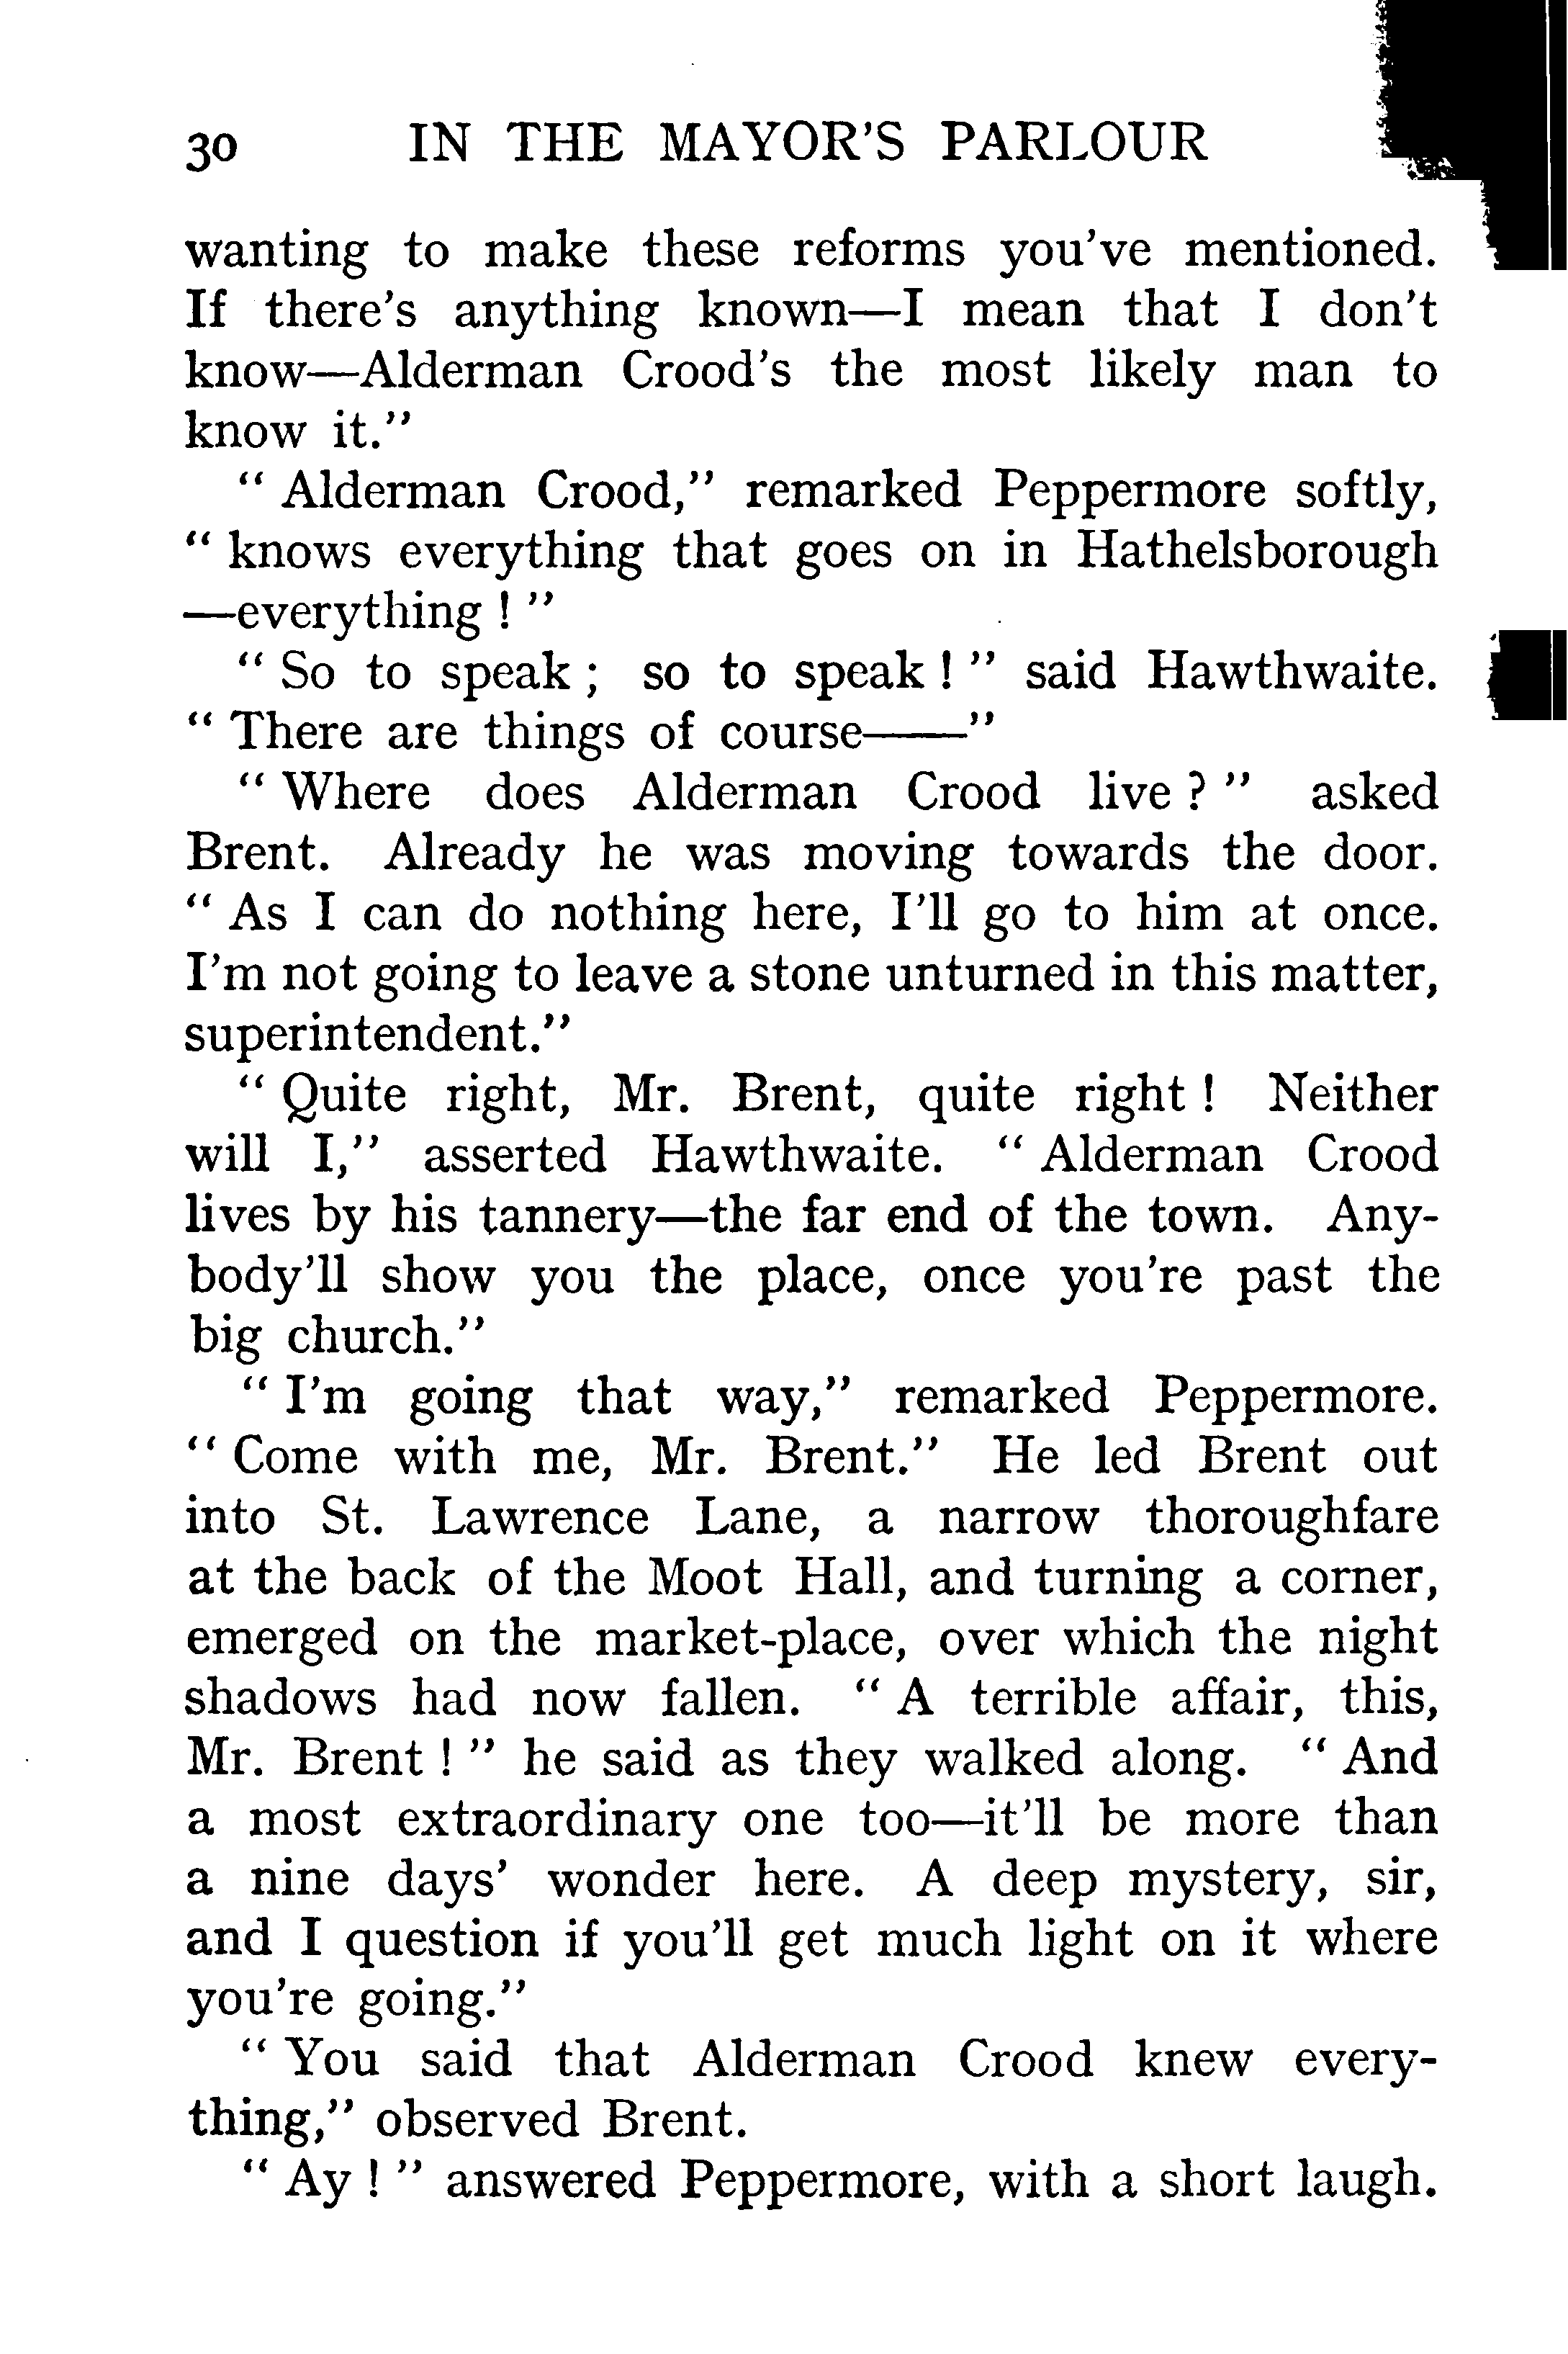 30 IN THE MAYOR'S PARLOUR
wanting to make these reforms you've mentioned.
If there's anything known—I mean that I don't
know—Alderman Crood's the most likely man to
know it."
" Alderman Crood," remarked Peppermore softly,
" knows everything that goes on in Hathelsborough
—everything ! "
" So to speak ; so to speak ! " said Hawthwaite.
" There are things of course——"
" Where does Alderman Crood live ? " asked
Brent. Already he was moving towards the door.
" As I can do nothing here, I'll go to him at once.
I'm not going to leave a stone unturned in this matter,
superintendent."
" Quite right, Mr. Brent, quite right ! Neither
will I," asserted Hawthwaite. " Alderman Crood
lives by his tannery—the far end of the town. Any-
body'll show you the place, once you're past the
big church."
" I'm going that way," remarked Peppermore.
" Come with me, Mr. Brent." He led Brent out
into St. Lawrence Lane, a narrow thoroughfare
at the back of the Moot Hall, and turning a corner,
emerged on the market-place, over which the night
shadows had now fallen. " A terrible affair, this,
Mr. Brent ! " he said as they walked along. " And
a most extraordinary one too—it'll be more than
a nine days' wonder here. A deep mystery, sir,
and I question if you'll get much light on it where
you're going."
" You said that Alderman Crood knew every-
thing," observed Brent.
" Ay ! " answered Peppermore, with a short laugh.